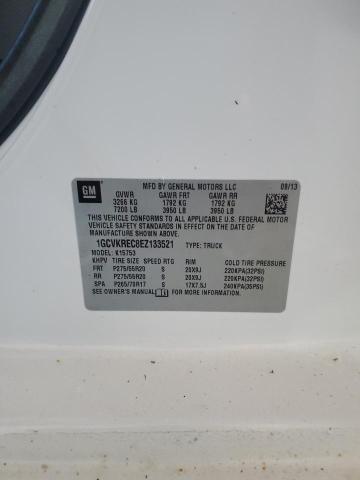 GM
MFD BY GENERAL MOTORS LLC 09/13
GVWR GAWR FRT GAWR RR
3266 KG 1792 KG 1792 KG
7200 LB 3950 LB 3950 LB
THIS VEHICLE CONFORMS TO ALL APPLICABLE U.S. FEDERAL MOTOR
VEHICLE SAFETY STANDARDS IN EFFECT ON THE DATE OF
MANUFACTURE SHOWN ABOVE.
1GCVKREC8EZ133521 TYPE: TRUCK
MODEL: K15753
KHPV TIRE SIZE SPEED RTG RIM COLD TIRE PRESSURE
FRT P275/55R20 S 20X9J 220KPA(32PSI)
RR P275/55R20 S 20X9J 220KPA(32PSI)
SPA P265/70R17 S 17X7.5J 240KPA(35PSI)
SEE OWNER'S MANUAL